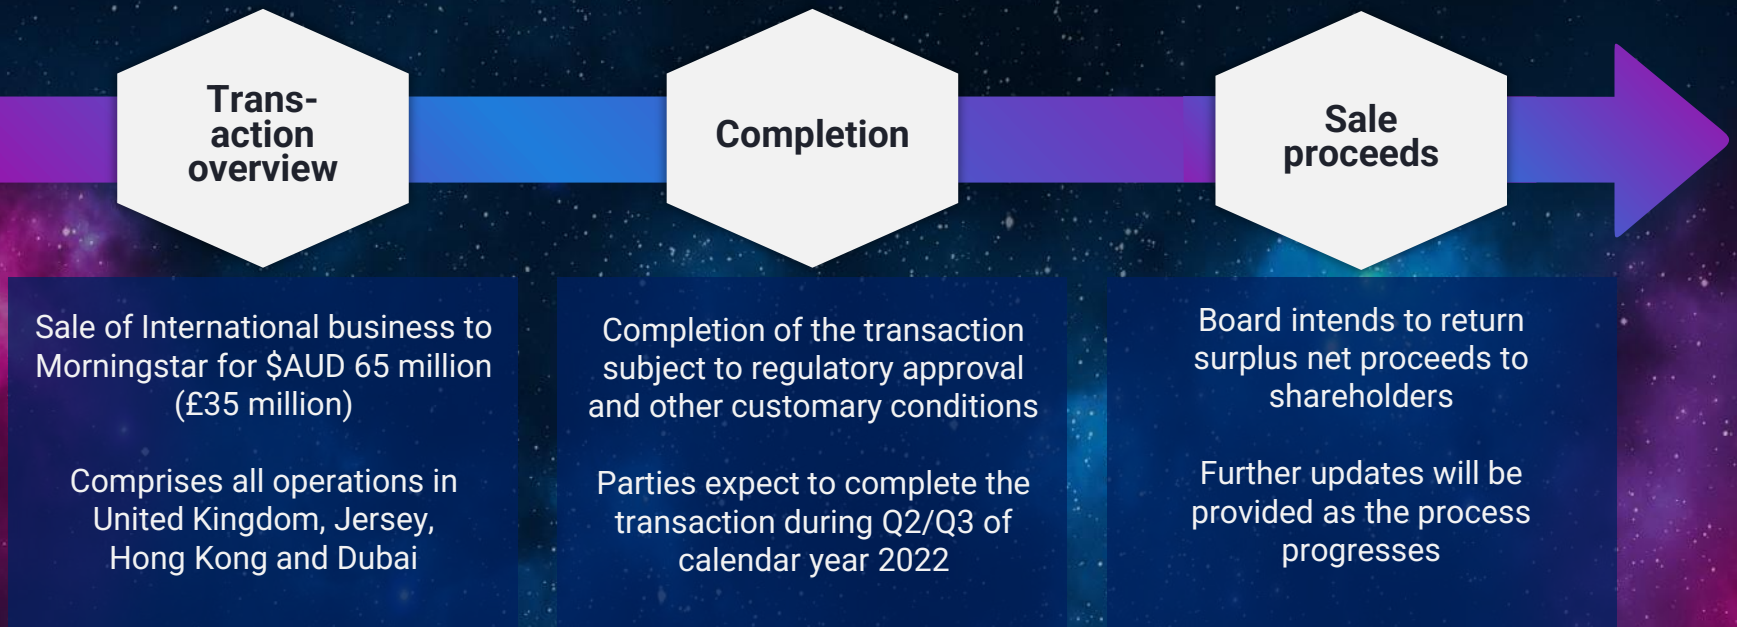 Trans-
action
overview
Sale of International business to
Morningstar for $AUD 65 million
(£35 million)
Comprises all operations in
United Kingdom, Jersey,
Hong Kong and Dubai
Completion
Completion of the transaction
subject to regulatory approval
and other customary conditions
Parties expect to complete the
transaction during Q2/Q3 of
calendar year 2022
Sale
proceeds
Board intends to return
surplus net proceeds to
shareholders
Further updates will be
provided as the process
progresses